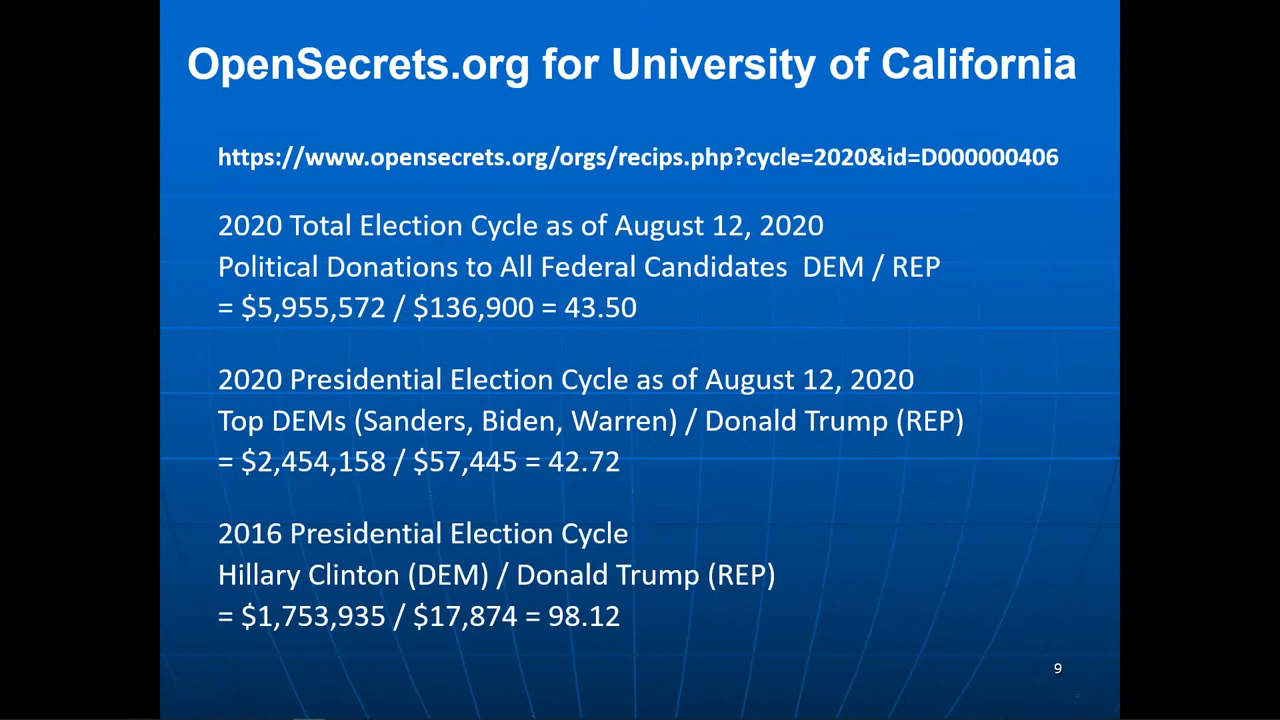 OpenSecrets.org for University of California
https://www.opensecrets.org/orgs/recips.php?cycle=2020&id=D000000406
2020 Total Election Cycle as of August 12, 2020
Political Donations to All Federal Candidates  DEM / REP
= $5,955,572 / $136,900 = 43.50
2020 Presidential Election Cycle as of August 12, 2020
Top DEMs (Sanders, Biden, Warren) / Donald Trump (REP)
= $2,454,158 / $57,445 = 42.72
2016 Presidential Election Cycle
Hillary Clinton (DEM) / Donald Trump (REP)
= $1,753,935 / $17,874 = 98.12
9